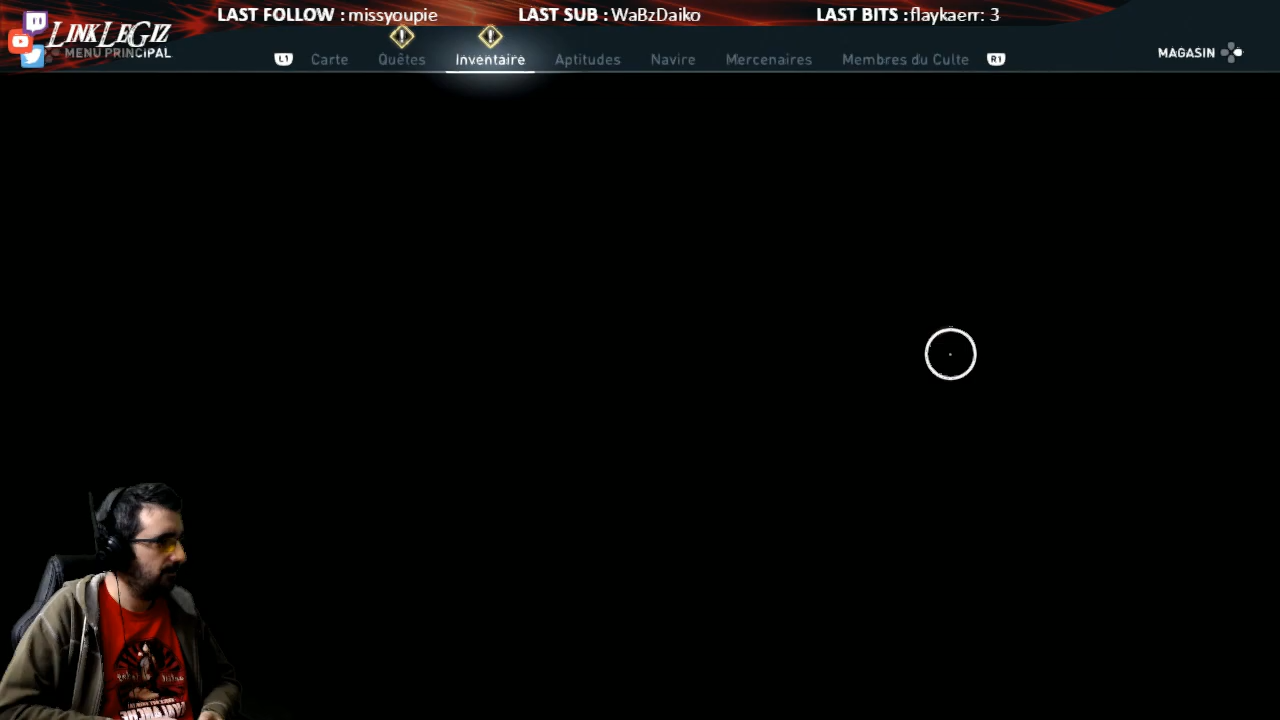 LAST FOLLOW : missyoupie LAST SUB : WaBzDaiko LAST BITS : flaykaerr: 3
LINKLEGIZ
MENU PRINCIPAL L1 Carte Quêtes Inventaire Aptitudes Navire Mercenaires Membres du Culte R1 MAGASIN